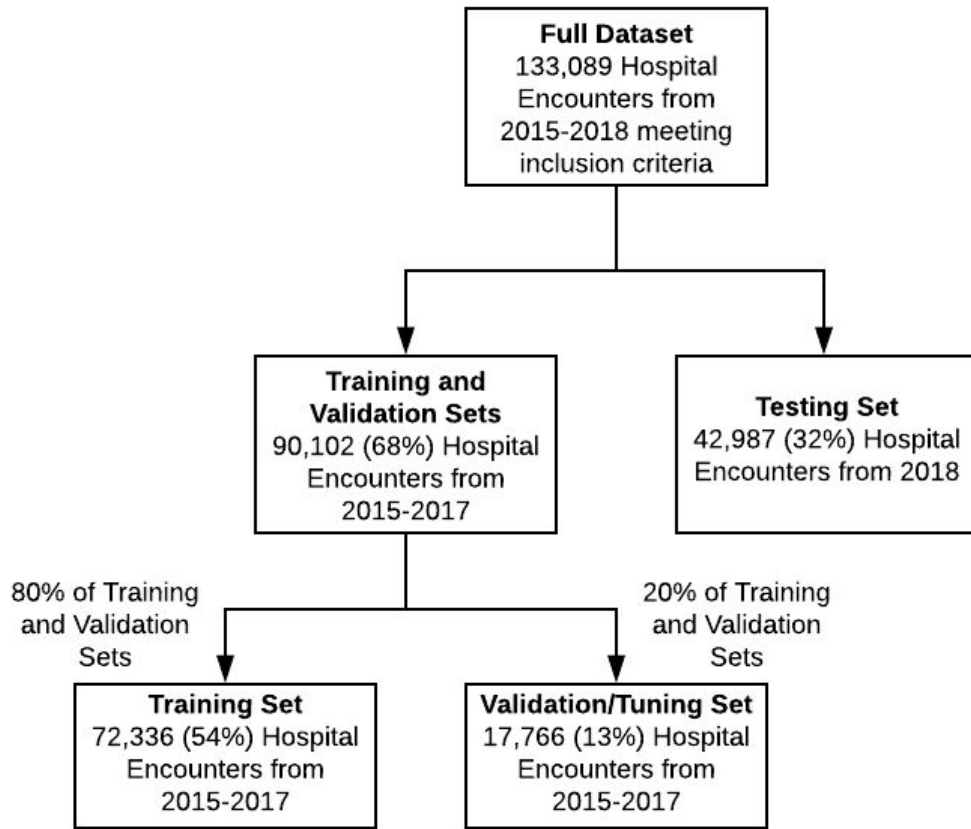 Full Dataset
133,089 Hospital
Encounters from
2015-2018 meeting
inclusion criteria
Training and
Validation Sets
90,102 (68%) Hospital
Encounters from
2015-2017
Testing Set
42,987 (32%) Hospital
Encounters from 2018
80% of Training
and Validation
Sets
20% of Training
and Validation
Sets
Training Set
72,336 (54%) Hospital
Encounters from
2015-2017
Validation/Tuning Set
17,766 (13%) Hospital
Encounters from
2015-2017